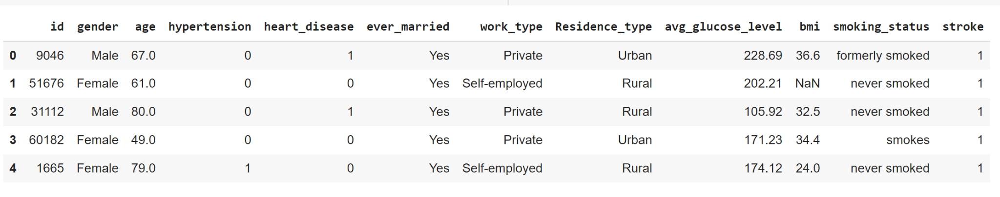 id gender age hypertension heart_disease ever_married work_type Residence_type avg_glucose_level bmi smoking_status stroke
0 9046 Male 67.0 0 1 Yes Private Urban 228.69 36.6 formerly smoked 1
1 51676 Female 61.0 0 0 Yes Self-employed Rural 202.21 NaN never smoked 1
2 31112 Male 80.0 0 1 Yes Private Rural 105.92 32.5 never smoked 1
3 60182 Female 49.0 0 0 Yes Private Urban 171.23 34.4 smokes 1
4 1665 Female 79.0 1 0 Yes Self-employed Rural 174.12 24.0 never smoked 1